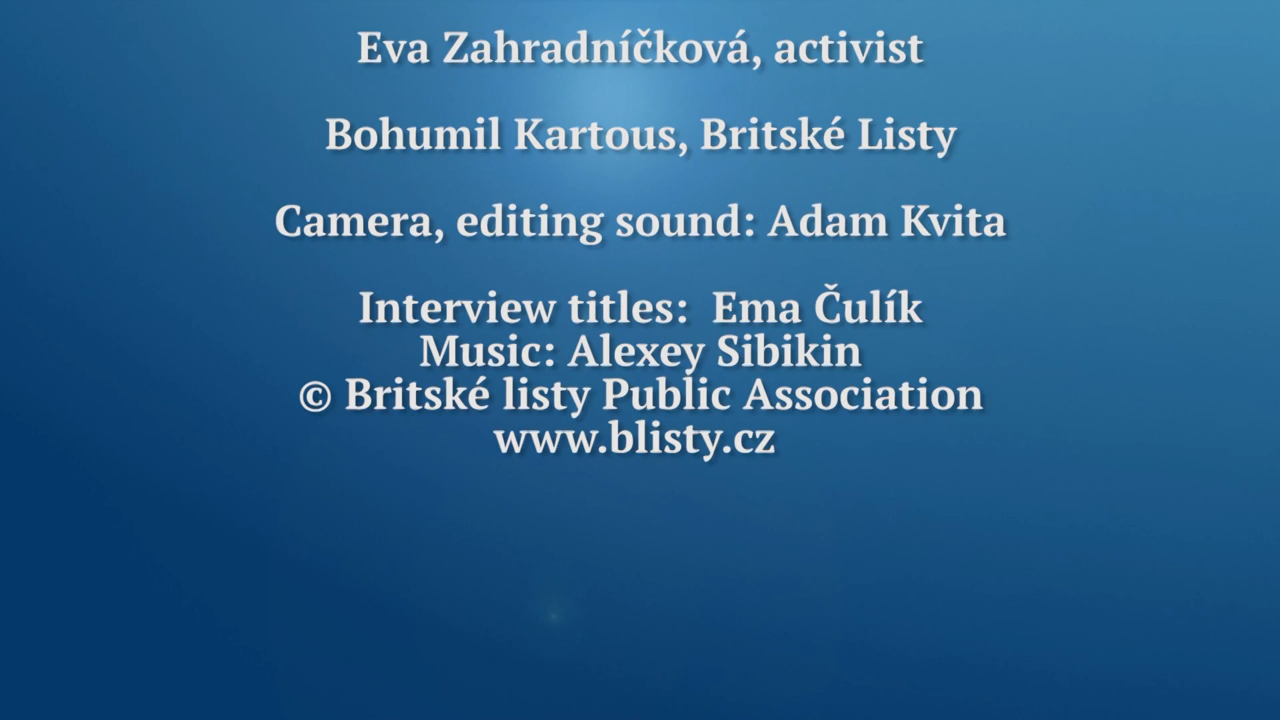 Eva Zahradníčková, activist
Bohumil Kartous, Britské Listy
Camera, editing sound: Adam Kvita
Interview titles:  Ema Čulík
Music: Alexey Sibikin
© Britské listy Public Association
www.blisty.cz